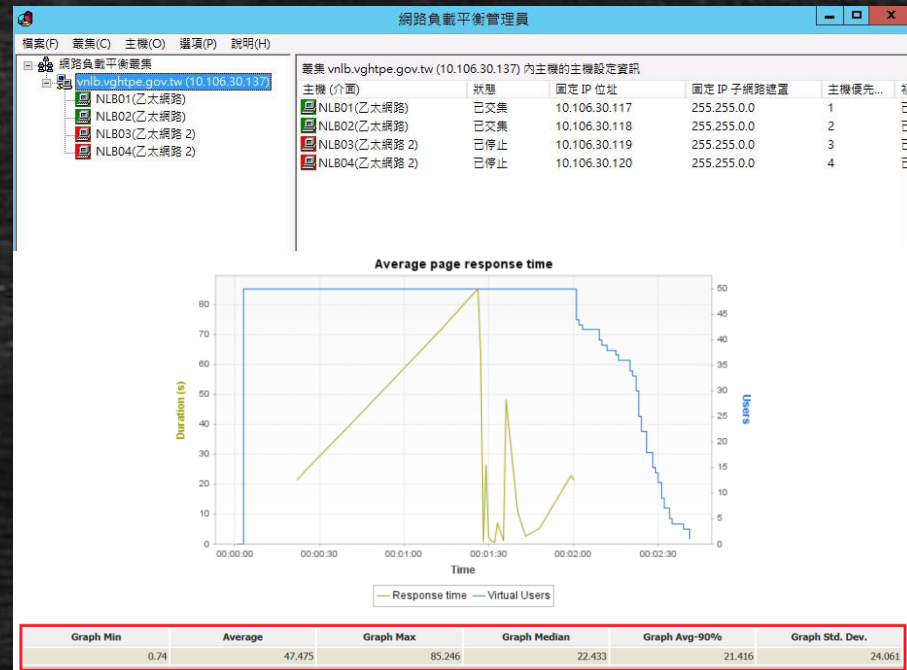 網路負載平衡管理員
檔案(F) 叢集(C) 主機(O) 選項(P) 說明(H)
網路負載平衡叢集
vnlb.vghtpe.gov.tw (10.106.30.137)
NLB01(乙太網路)
NLB02(乙太網路)
NLB03(乙太網路 2)
NLB04(乙太網路 2)
叢集 vnlb.vghtpe.gov.tw (10.106.30.137) 內主機的主機設定資訊
主機 (介面) 狀態 固定 IP 位址 固定 IP 子網路遮置 主機優先...
NLB01(乙太網路) 已交集 10.106.30.117 255.255.0.0 1
NLB02(乙太網路) 已交集 10.106.30.118 255.255.0.0 2
NLB03(乙太網路 2) 已停止 10.106.30.119 255.255.0.0 3
NLB04(乙太網路 2) 已停止 10.106.30.120 255.255.0.0 4
Average page response time
Duration (s)
80
70
60
50
40
30
20
10
0
50
45
40
35
30
25
20
15
10
5
0
Users
00:00:00 00:00:30 00:01:00 00:01:30 00:02:00 00:02:30
Time
Response time Virtual Users
Graph Min Average Graph Max Graph Median Graph Avg-90% Graph Std. Dev.
0.74 47.475 85.246 22.433 21.416 24.061